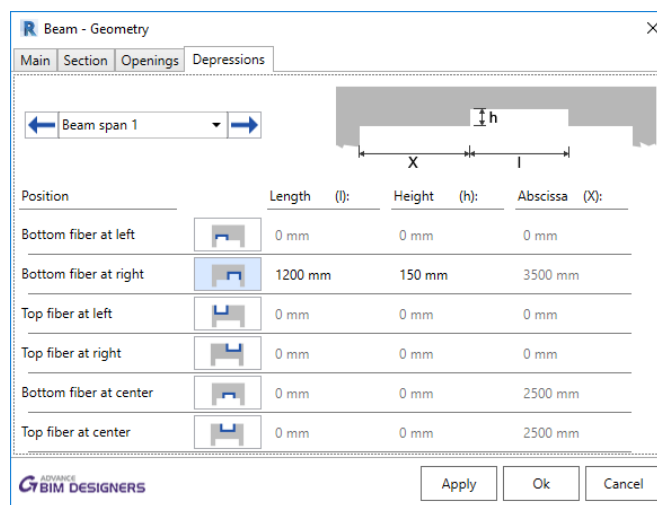 R Beam - Geometry
Main Section Openings Depressions
Beam span 1
h
X l
Position Length (l): Height (h): Abscissa (X):
Bottom fiber at left 0 mm 0 mm 0 mm
Bottom fiber at right 1200 mm 150 mm 3500 mm
Top fiber at left 0 mm 0 mm 0 mm
Top fiber at right 0 mm 0 mm 0 mm
Bottom fiber at center 0 mm 0 mm 2500 mm
Top fiber at center 0 mm 0 mm 2500 mm
ADVANCE
BIM DESIGNERS
Apply Ok Cancel